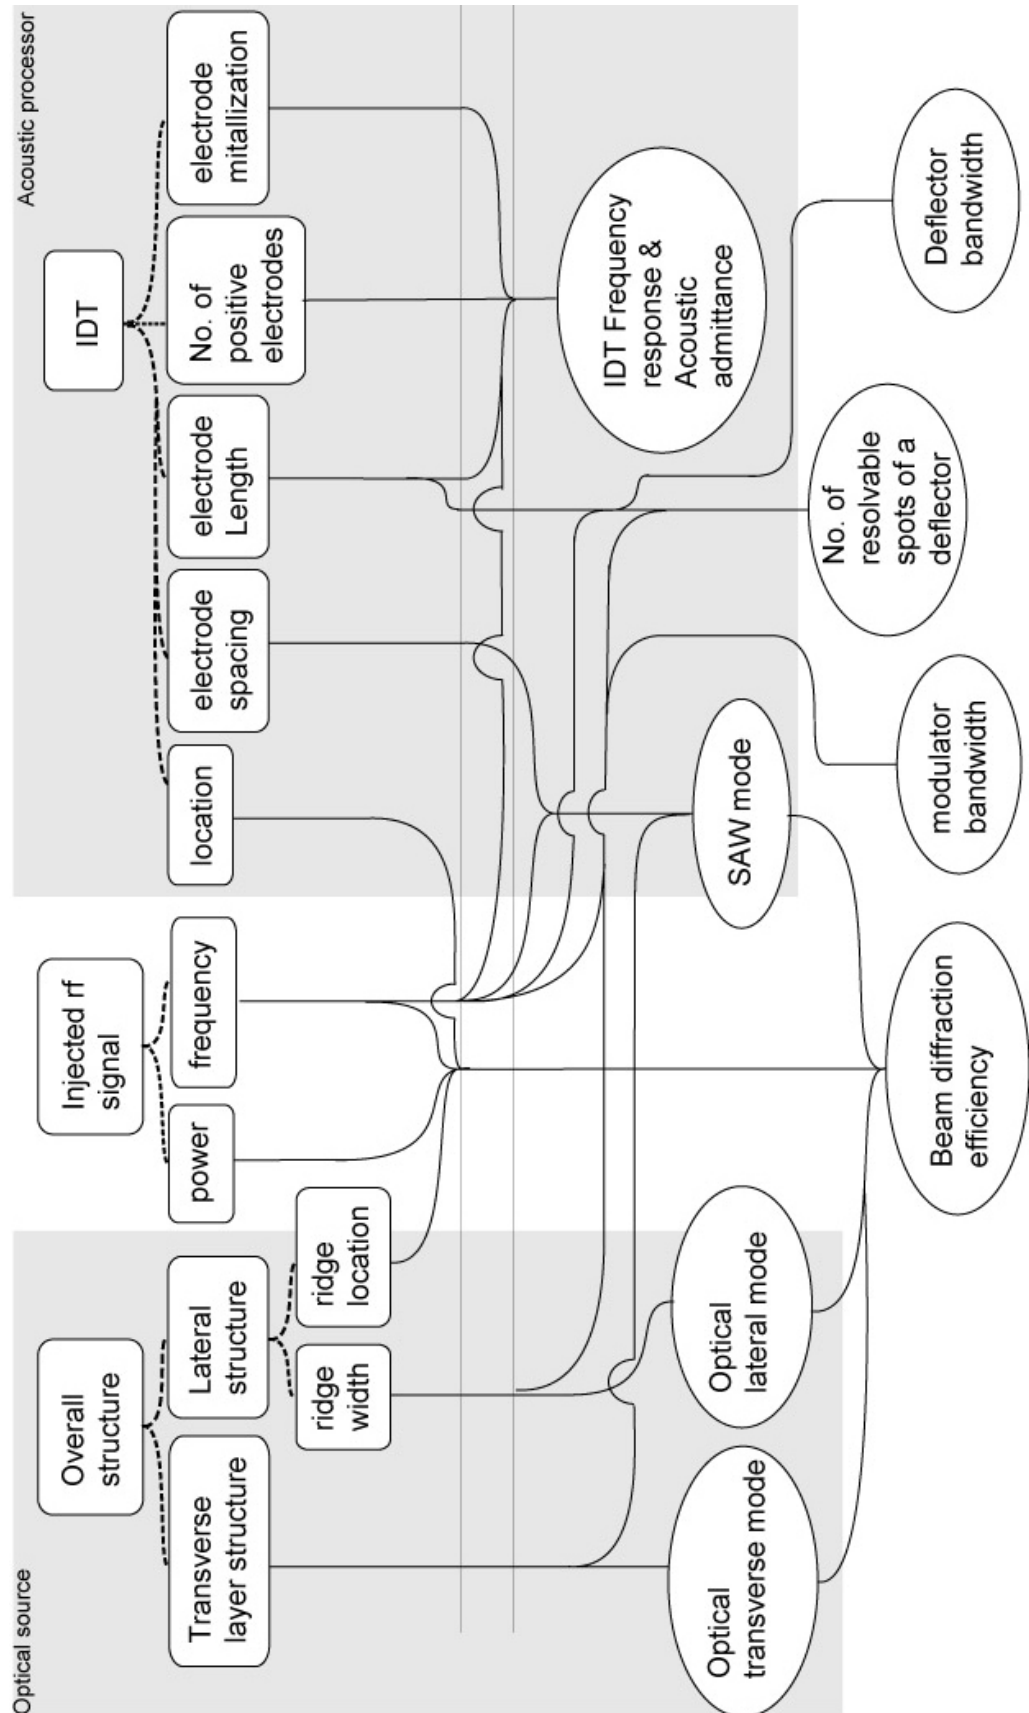 Optical source
Acoustic processor
Overall
structure
Injected rf
signal
IDT
Transverse
layer structure
Lateral
structure
power
frequency
location
electrode
spacing
electrode
Length
No. of
positive
electrodes
electrode
mitallization
ridge
width
ridge
location
Optical
transverse mode
Optical
lateral mode
SAW mode
IDT Frequency
response &
Acoustic
admittance
Beam diffraction
efficiency
modulator
bandwidth
No. of
resolvable
spots of a
deflector
Deflector
bandwidth